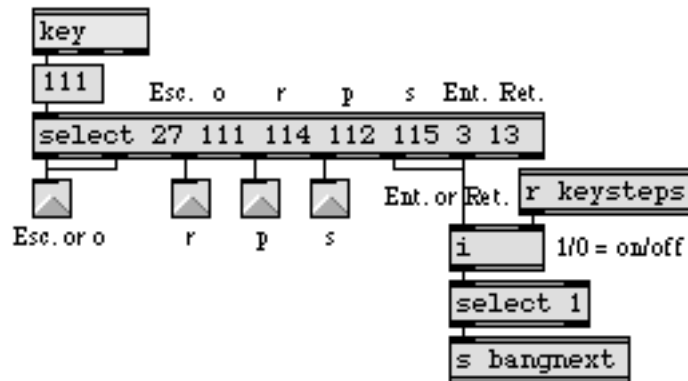 key
111
Esc. o r p s Ent. Ret.
select 27 111 114 112 115 3 13
Ent. or Ret.
r keysteps
Esc. or o r p s
i
1/0 = on/off
select 1
s bangnext